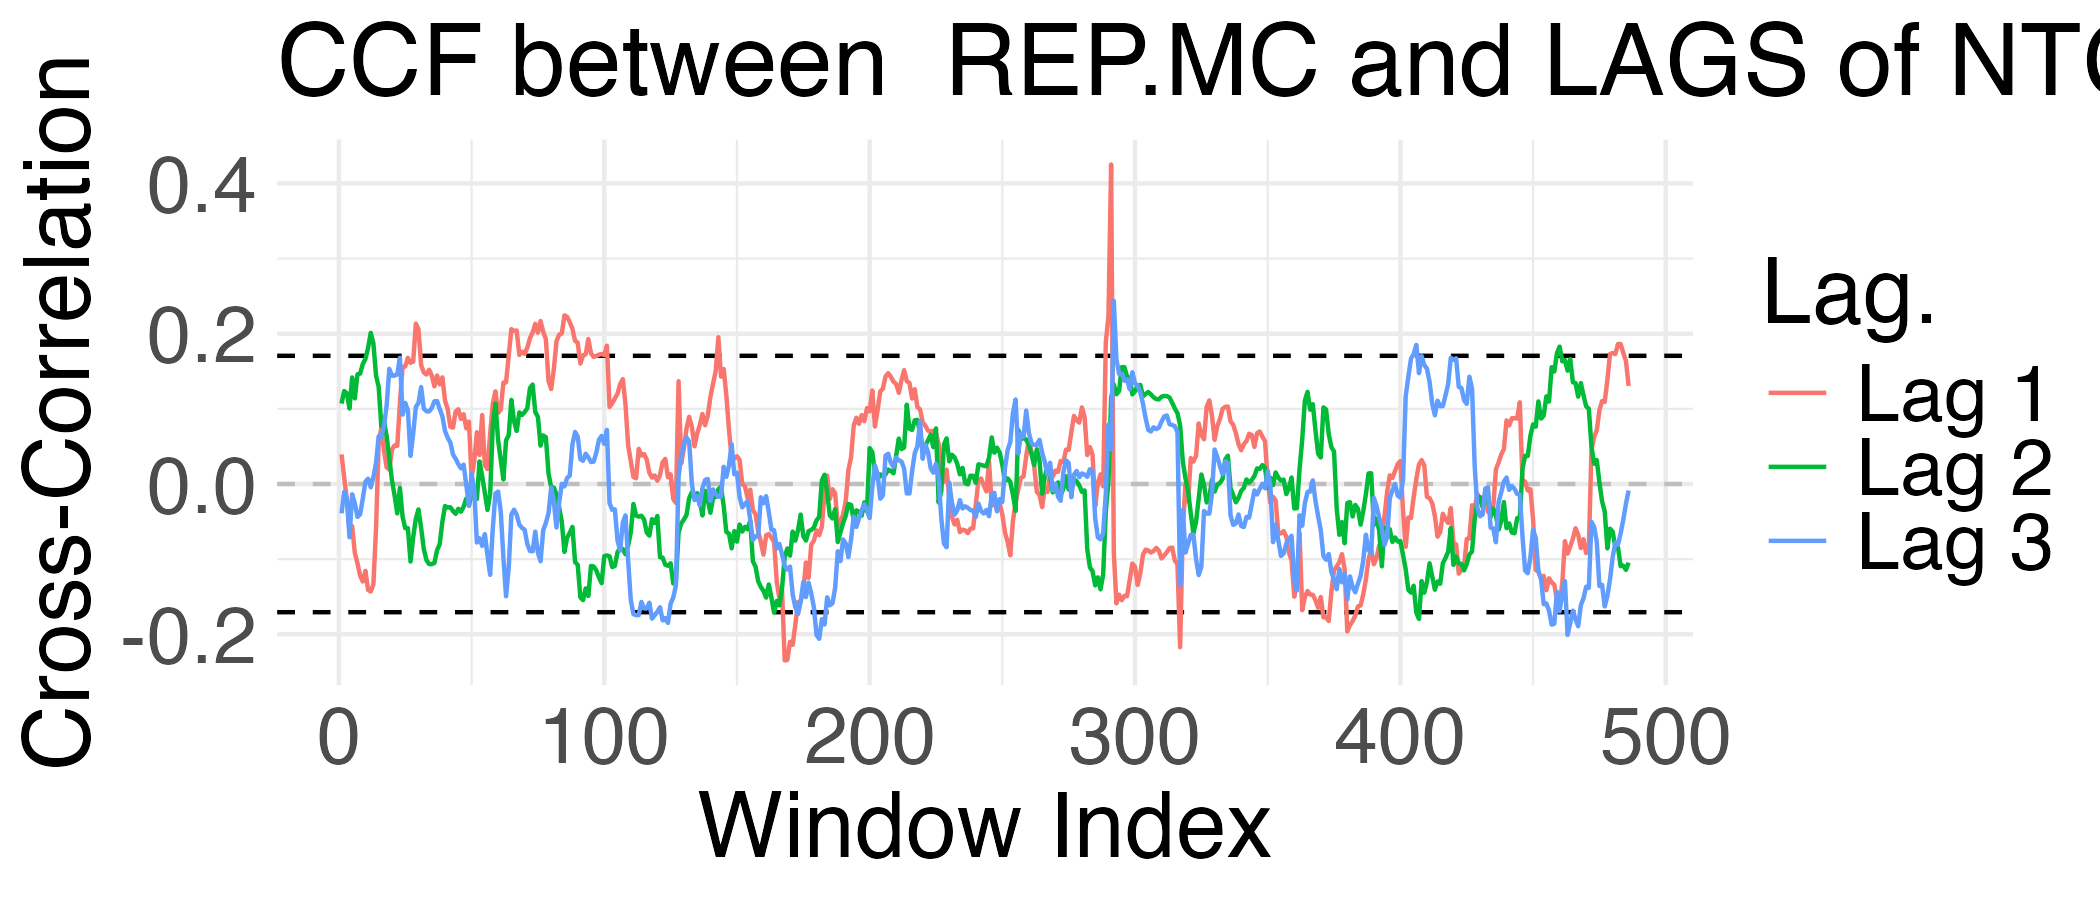 CCF between  REP.MC and LAGS of NT
Cross-Correlation
0.4
0.2
0.0
-0.2
0 100 200 300 400 500
Window Index
Lag.
Lag 1
Lag 2
Lag 3